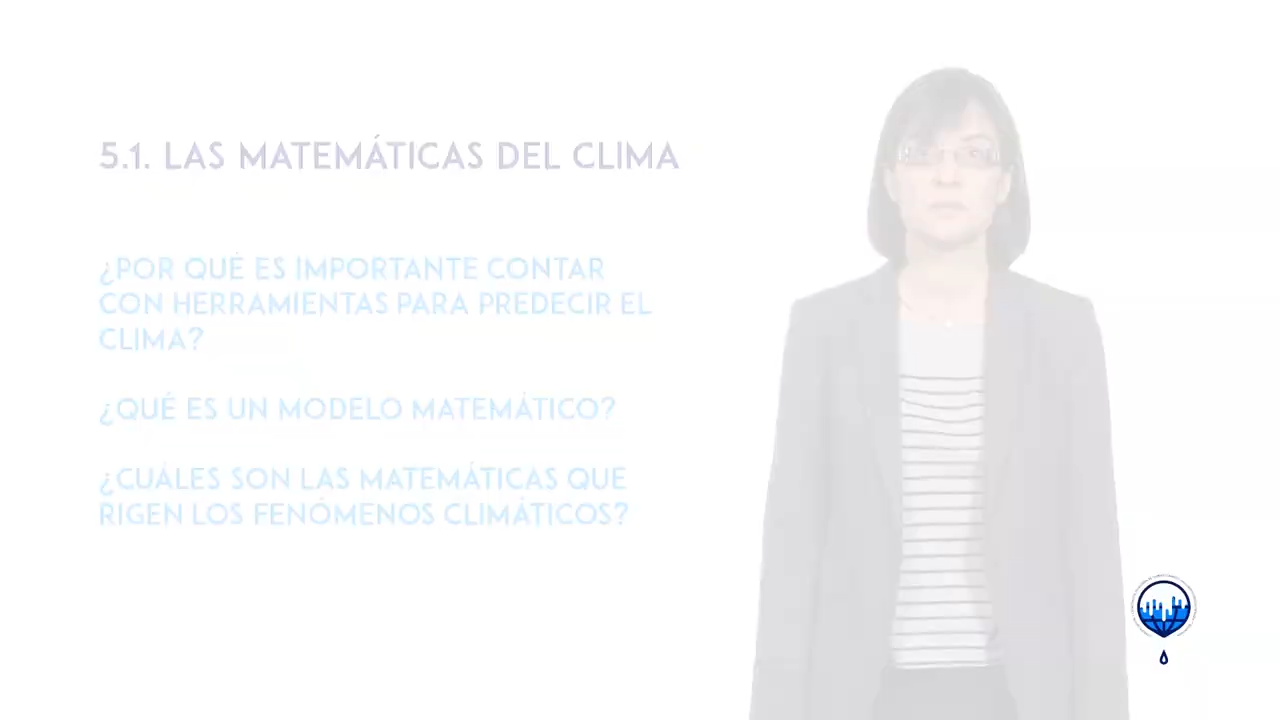 5.1. LAS MATEMÁTICAS DEL CLIMA
¿POR QUÉ ES IMPORTANTE CONTAR
CON HERRAMIENTAS PARA PREDECIR EL
CLIMA?
¿QUÉ ES UN MODELO MATEMÁTICO?
¿CUÁLES SON LAS MATEMÁTICAS QUE
RIGEN LOS FENÓMENOS CLIMÁTICOS?